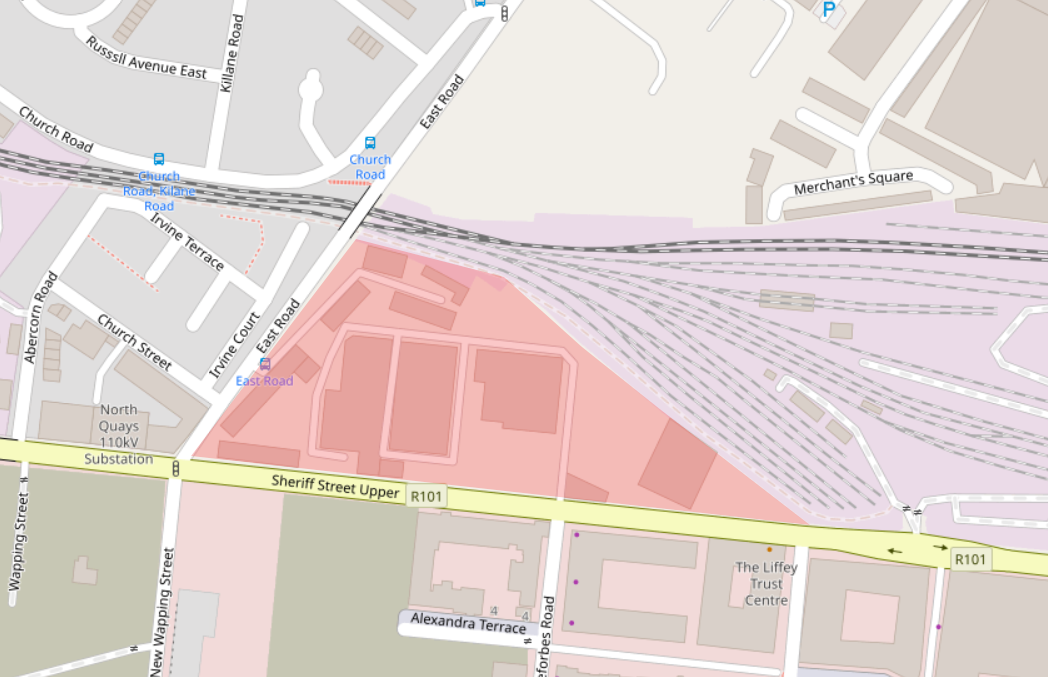 P
Russsll Avenue East
Killane Road
East Road
Church Road
Church
Road
Church
Road, Kilane
Road
Merchant's Square
Irvine Terrace
Abercorn Road
Church Street
Irvine Court
East Road
East Road
North
Quays
110kV
Substation
Sheriff Street Upper
R101
R101
Wapping Street
New Wapping Street
The Liffey
Trust
Centre
4
4
Alexandra Terrace
eforbes Road